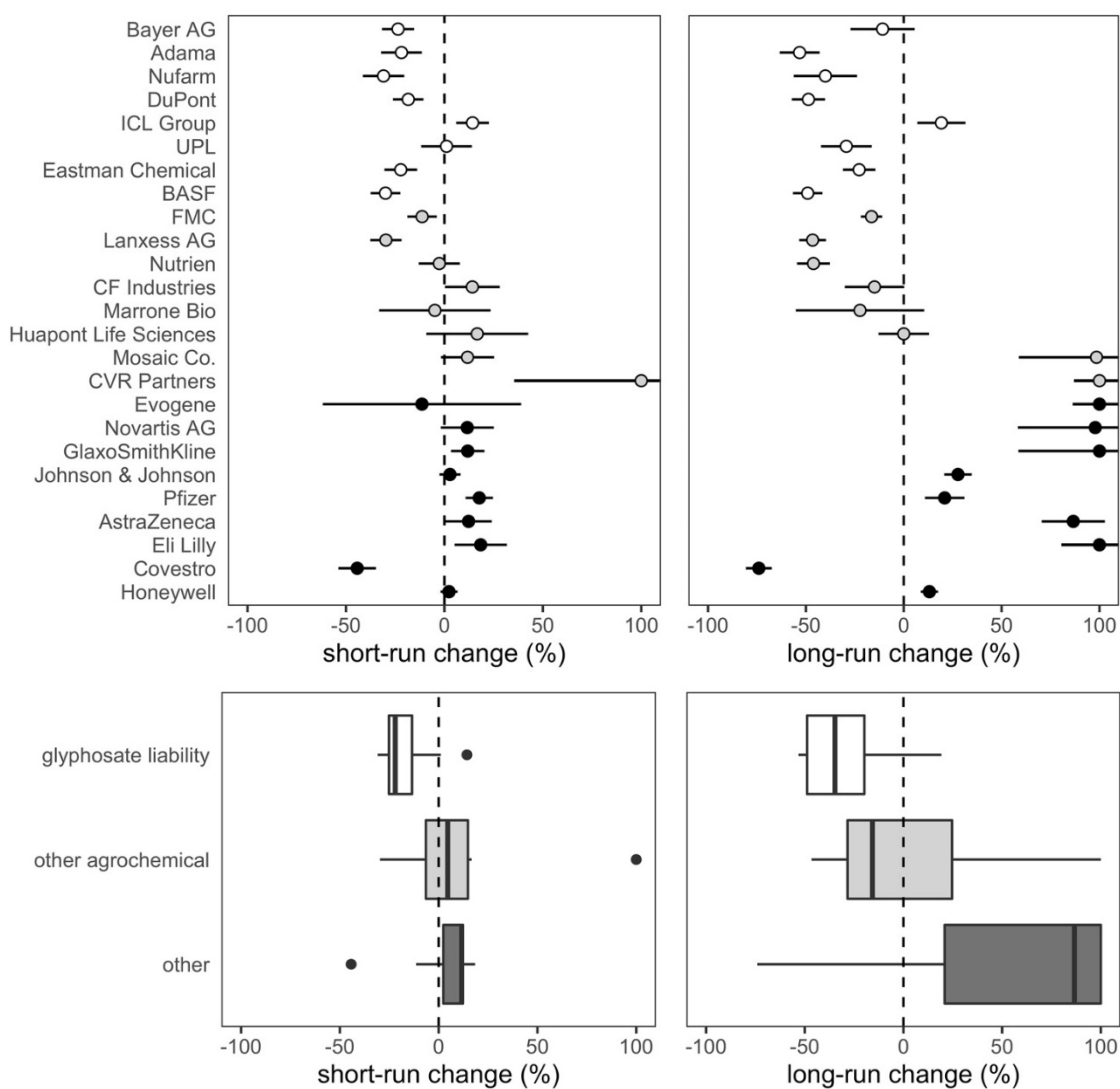 Bayer AG
Adama
Nufarm
DuPont
ICL Group
UPL
Eastman Chemical
BASF
FMC
Lanxess AG
Nutrien
CF Industries
Marrone Bio
Huapont Life Sciences
Mosaic Co.
CVR Partners
Evogene
Novartis AG
GlaxoSmithKline
Johnson & Johnson
Pfizer
AstraZeneca
Eli Lilly
Covestro
Honeywell
-100 -50 0 50 100
short-run change (%)
-100 -50 0 50 100
long-run change (%)
glyphosate liability
other agrochemical
other
-100 -50 0 50 100
short-run change (%)
-100 -50 0 50 100
long-run change (%)